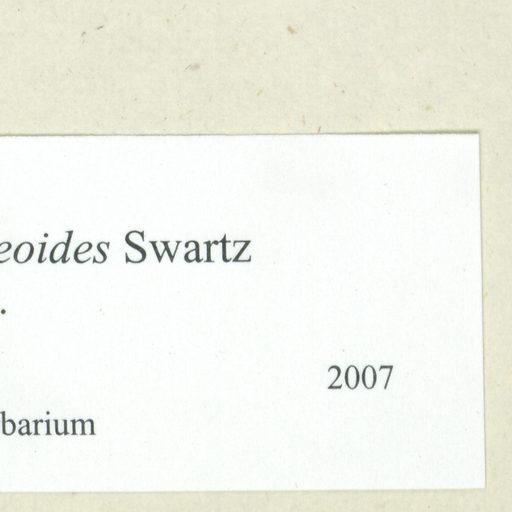 eoides Swartz
.
2007
barium